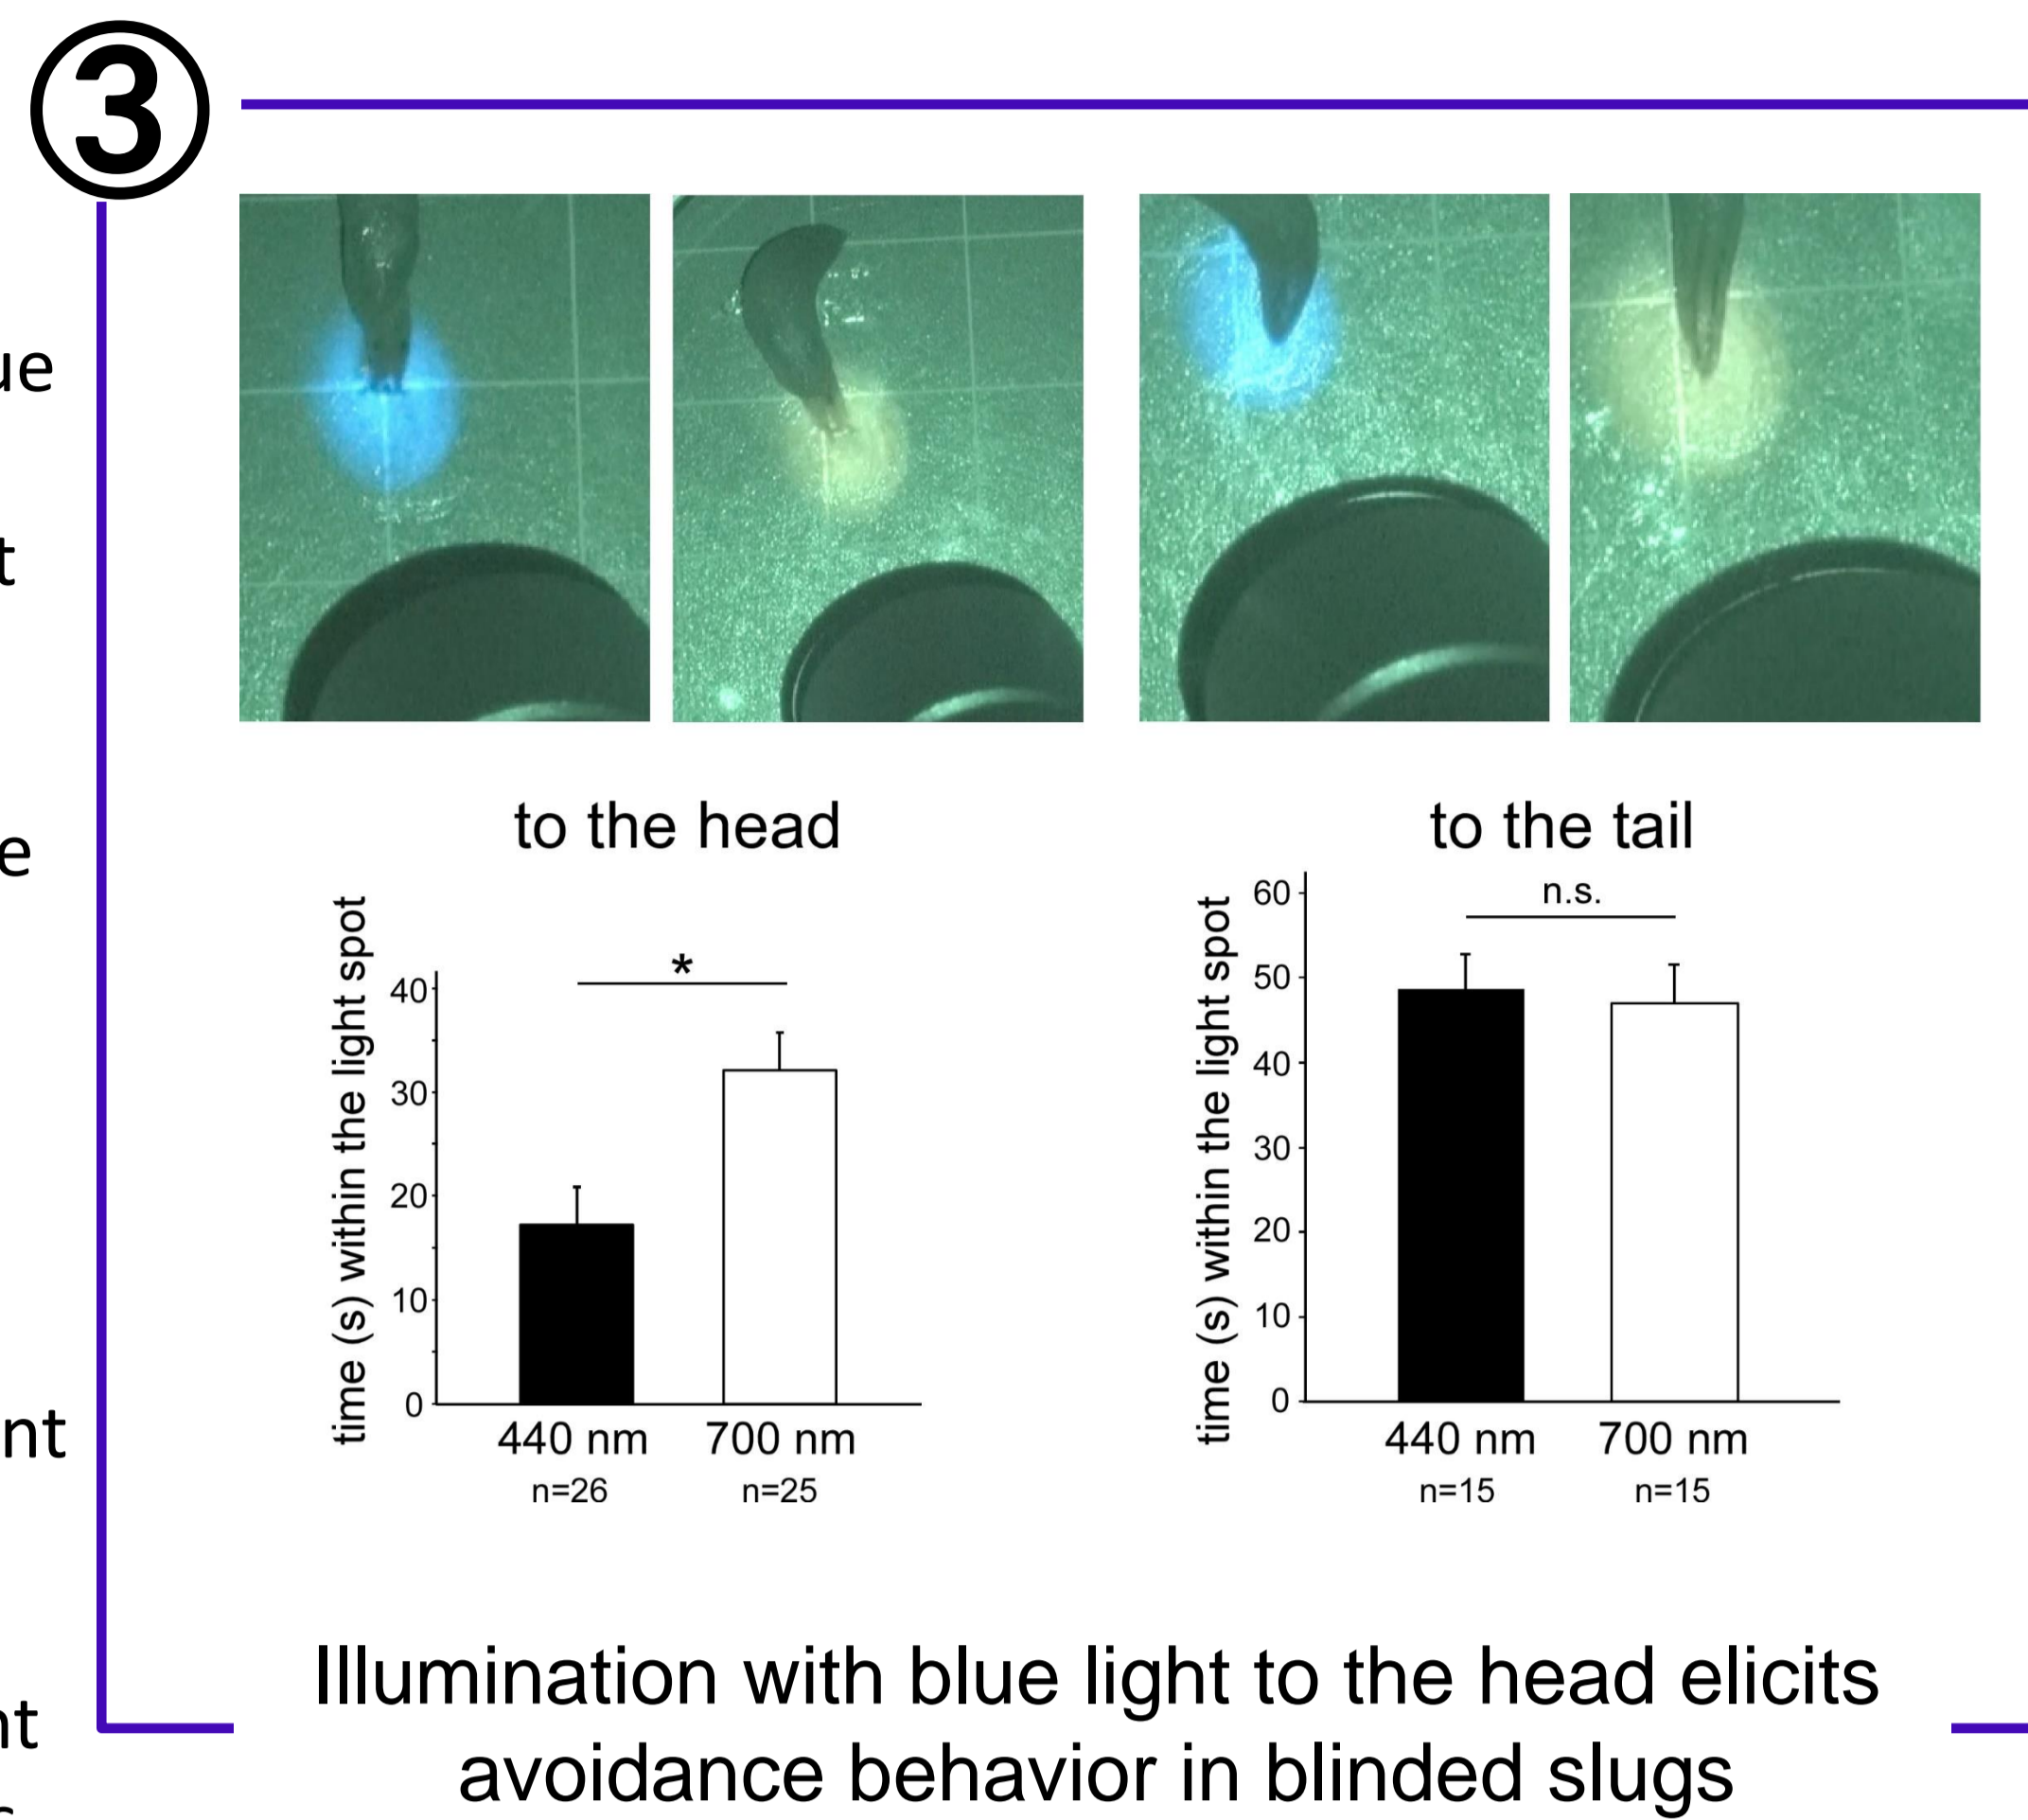 ③
ue
t
e
nt
nt
to the head
time (s) within the light spot
40
30
20
10
0
*
440 nm
700 nm
n=26
n=25
to the tail
time (s) within the light spot
60
50
40
30
20
10
0
n.s.
440 nm
700 nm
n=15
n=15
Illumination with blue light to the head elicits
avoidance behavior in blinded slugs